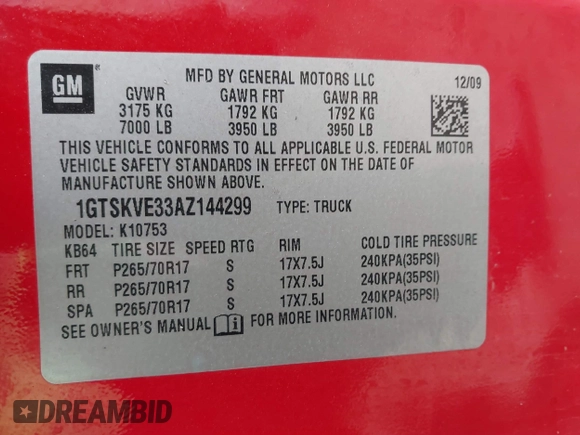 GM
MFD BY GENERAL MOTORS LLC 12/09
GVWR GAWR FRT GAWR RR
3175 KG 1792 KG 1792 KG
7000 LB 3950 LB 3950 LB
THIS VEHICLE CONFORMS TO ALL APPLICABLE U.S. FEDERAL MOTOR
VEHICLE SAFETY STANDARDS IN EFFECT ON THE DATE OF
MANUFACTURE SHOWN ABOVE.
1GTSKVE33AZ144299 TYPE: TRUCK
MODEL: K10753
KB64 TIRE SIZE SPEED RTG RIM COLD TIRE PRESSURE
FRT P265/70R17 S 17X7.5J 240KPA(35PSI)
RR P265/70R17 S 17X7.5J 240KPA(35PSI)
SPA P265/70R17 S 17X7.5J 240KPA(35PSI)
SEE OWNER'S MANUAL FOR MORE INFORMATION.
DREAMBID